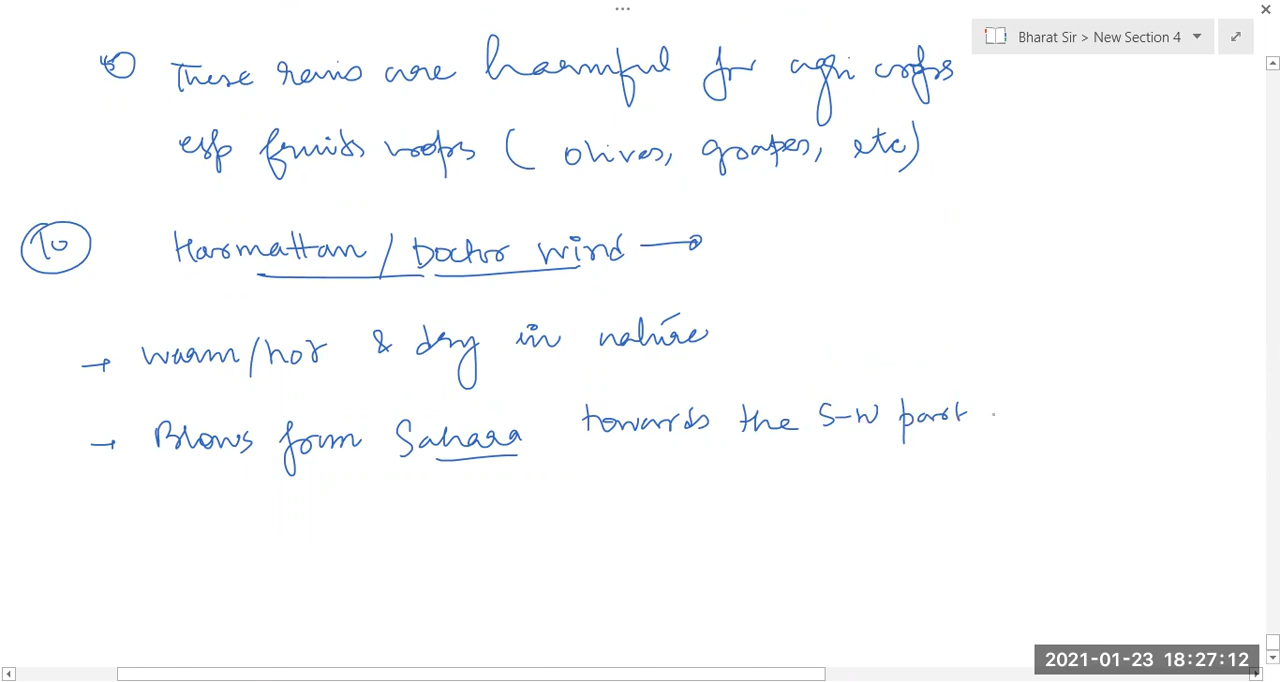 Bharat Sir > New Section 4
These rains are harmful for agri crops
esp fruits crops ( olives, grapes, etc)
10 Harmattan / Doctor wind →
→ warm/hot & dry in nature
→ Blows from Sahara towards the S-W part
2021-01-23 18:27:12